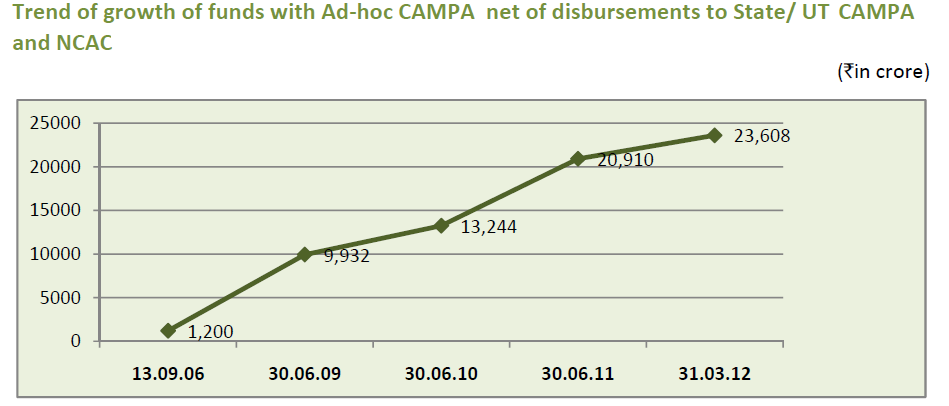 Trend of growth of funds with Ad-hoc CAMPA net of disbursements to State/ UT CAMPA
and NCAC
(₹in crore)
25000
23,608
20000
20,910
15000
13,244
10000
9,932
5000
1,200
0
13.09.06 30.06.09 30.06.10 30.06.11 31.03.12